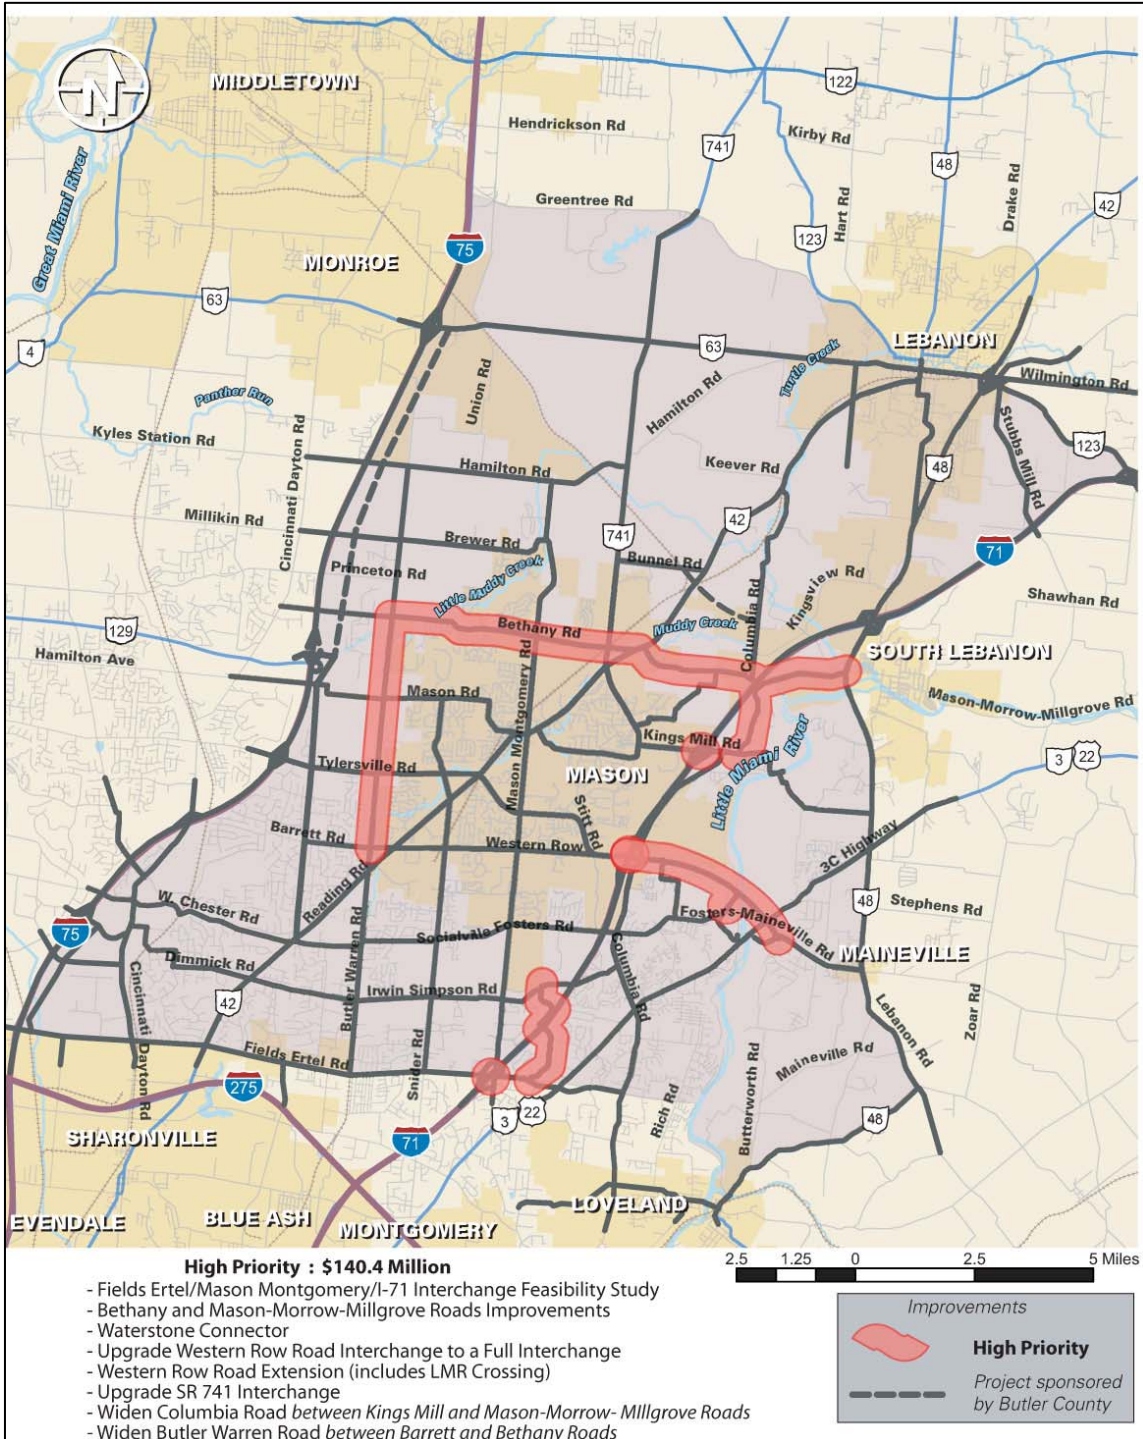 N
MIDDLETOWN
122
Hendrickson Rd
Kirby Rd
741
48
Great Miami River
Greentree Rd
Hart Rd
Drake Rd
42
123
75
MONROE
63
4
63
LEBANON
Turtle Creek
Wilmington Rd
Panther Run
Union Rd
Hamilton Rd
Stubbs Mill Rd
Kyles Station Rd
Cincinnati Dayton Rd
Hamilton Rd
Keever Rd
48
123
Millikin Rd
42
741
Brewer Rd
Bunnel Rd
71
Princeton Rd
Little Muddy Creek
Kingsview Rd
Shawhan Rd
129
Bethany Rd
Muddy Creek
Columbia Rd
Hamilton Ave
SOUTH LEBANON
Mason Rd
Mason Montgomery Rd
Mason-Morrow-Millgrove Rd
Kings Mill Rd
Little Miami River
3
22
Tylersville Rd
MASON
Stitt Rd
Barrett Rd
Western Row
3C Highway
Reading Rd
W. Chester Rd
Fosters-Maineville Rd
48
Stephens Rd
75
Socialville Fosters Rd
MAINEVILLE
Dimmick Rd
Columbia Rd
Irwin Simpson Rd
Cincinnati Dayton Rd
42
Butler Warren Rd
Lebanon Rd
Zoar Rd
Fields Ertel Rd
Snider Rd
Maineville Rd
275
Rich Rd
Butterworth Rd
3
22
48
SHARONVILLE
71
EVENDALE
BLUE ASH
MONTGOMERY
LOVELAND
High Priority : $140.4 Million
- Fields Ertel/Mason Montgomery/I-71 Interchange Feasibility Study
- Bethany and Mason-Morrow-Millgrove Roads Improvements
- Waterstone Connector
- Upgrade Western Row Road Interchange to a Full Interchange
- Western Row Road Extension (includes LMR Crossing)
- Upgrade SR 741 Interchange
- Widen Columbia Road between Kings Mill and Mason-Morrow- MIllgrove Roads
- Widen Butler Warren Road between Barrett and Bethany Roads
2.5 1.25 0 2.5 5 Miles
Improvements
High Priority
Project sponsored
by Butler County